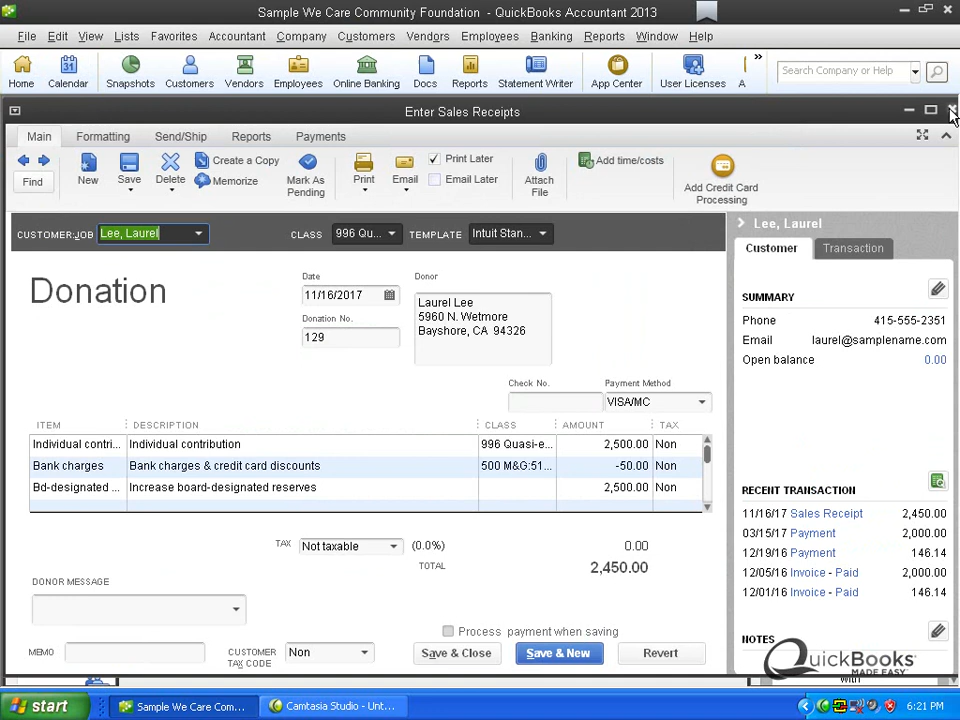 Sample We Care Community Foundation - QuickBooks Accountant 2013
File Edit View Lists Favorites Accountant Company Customers Vendors Employees Banking Reports Window Help
Home Calendar Snapshots Customers Vendors Employees Online Banking Docs Reports Statement Writer App Center User Licenses A » Search Company or Help
Enter Sales Receipts
Main Formatting Send/Ship Reports Payments
Find New Save Delete Create a Copy Memorize Mark As Pending Print Email Print Later Email Later Attach File Add time/costs Add Credit Card Processing
CUSTOMER:JOB Lee, Laurel CLASS 996 Qu... TEMPLATE Intuit Stan...
Lee, Laurel
Customer Transaction
Donation
Date
11/16/2017
Donation No.
129
Donor
Laurel Lee
5960 N. Wetmore
Bayshore, CA 94326
Check No. Payment Method
VISA/MC
ITEM DESCRIPTION CLASS AMOUNT TAX
Individual contri... Individual contribution 996 Quasi-e... 2,500.00 Non
Bank charges Bank charges & credit card discounts 500 M&G:51... -50.00 Non
Bd-designated ... Increase board-designated reserves 2,500.00 Non
TAX Not taxable (0.0%) 0.00
TOTAL 2,450.00
DONOR MESSAGE
Process payment when saving
MEMO CUSTOMER TAX CODE Non Save & Close Save & New Revert
SUMMARY
Phone 415-555-2351
Email laurel@samplename.com
Open balance 0.00
RECENT TRANSACTION
11/16/17 Sales Receipt 2,450.00
03/15/17 Payment 2,000.00
12/19/16 Payment 146.14
12/05/16 Invoice - Paid 2,000.00
12/01/16 Invoice - Paid 146.14
NOTES
QuickBooks
MADE EASY
with
start Sample We Care Com... Camtasia Studio - Unt... 6:21 PM